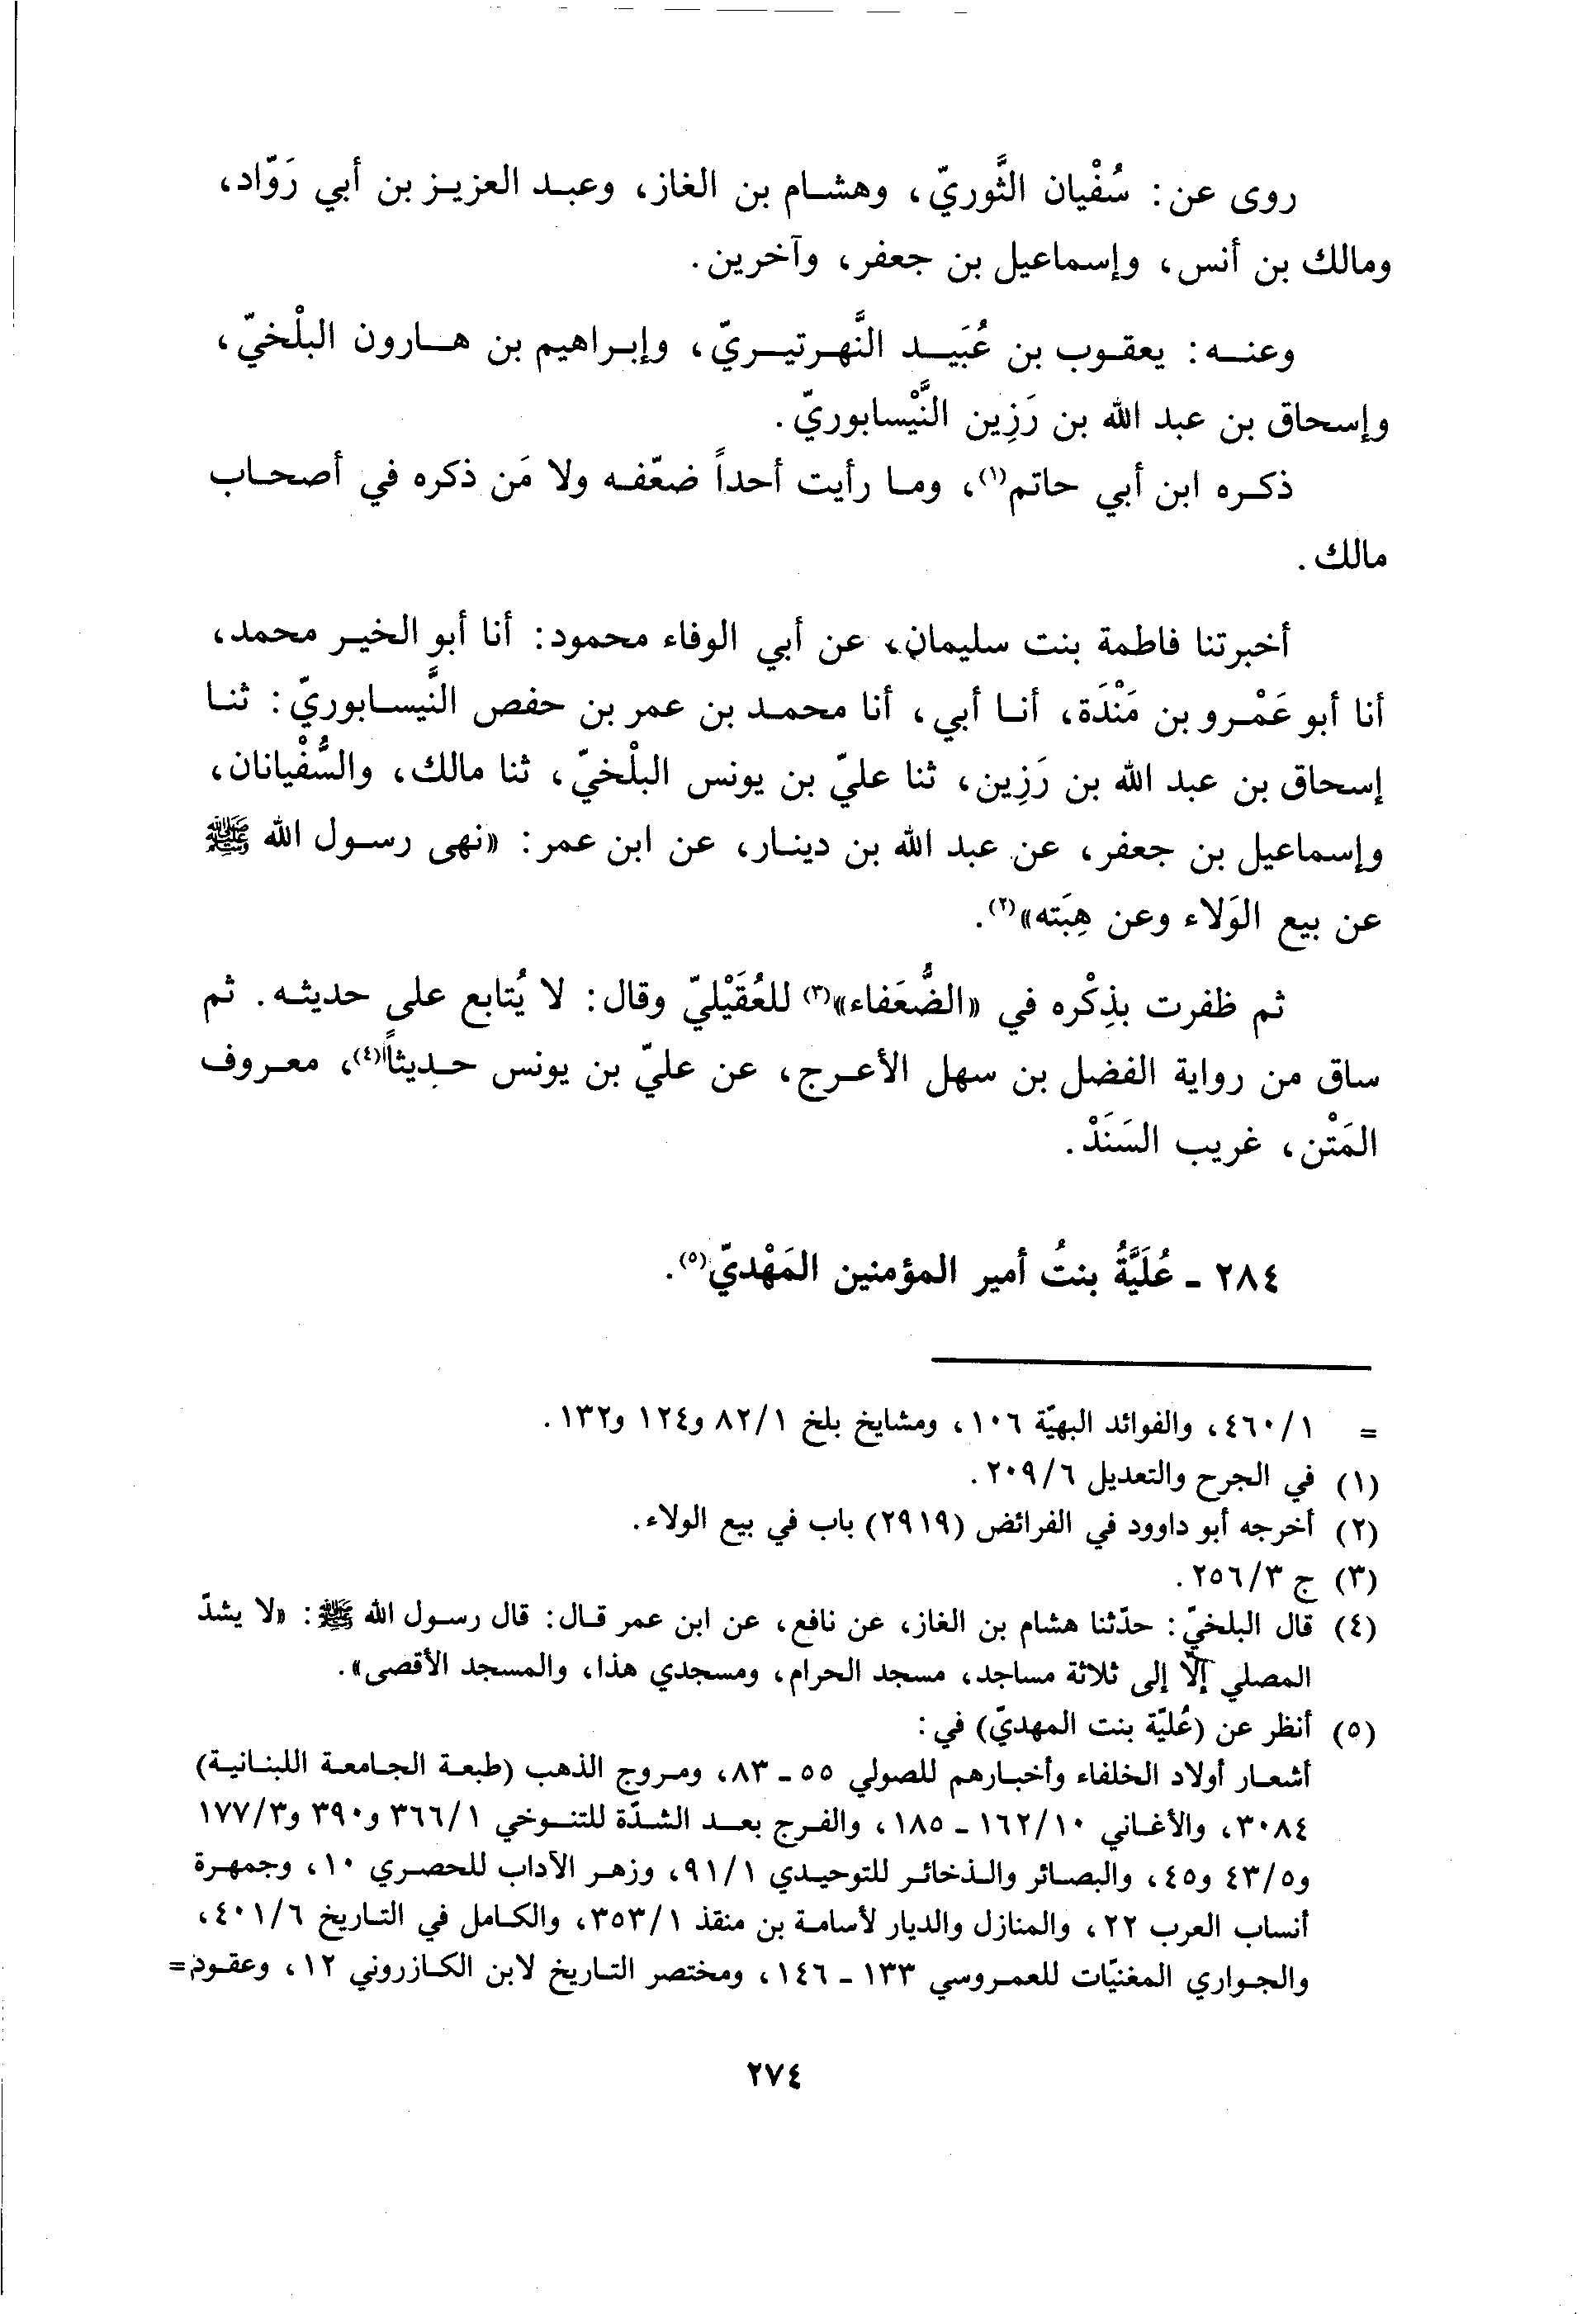 روى عن: سُفْيان الثَّوريّ، وهشام بن الغاز، وعبد العزيز بن أبي رَوّاد،
ومالك بن أنس، وإسماعيل بن جعفر، وآخرين.
وعنه: يعقوب بن عُبَيد النَّهرتيريّ، وإبراهيم بن هارون البلْخيّ،
وإسحاق بن عبد الله بن رَزِين النَّيْسابوريّ.
ذكره ابن أبي حاتم(١)، وما رأيت أحداً ضعّفه ولا مَن ذكره في أصحاب
مالك.
أخبرتنا فاطمة بنت سليمان، عن أبي الوفاء محمود: أنا أبو الخير محمد،
أنا أبو عَمْرو بن مَنْدَة، أنا أبي، أنا محمد بن عمر بن حفص النَّيسابوريّ: ثنا
إسحاق بن عبد الله بن رَزِين، ثنا عليّ بن يونس البلْخيّ، ثنا مالك، والسُّفْيانان،
وإسماعيل بن جعفر، عن عبد الله بن دينار، عن ابن عمر: «نهى رسول الله ﷺ
عن بيع الوَلاء وعن هِبَته»(٢).
ثم ظفرت بذِكْره في «الضُّعَفاء»(٣) للعُقَيْليّ وقال: لا يُتابع على حديثه. ثم
ساق من رواية الفضل بن سهل الأعرج، عن عليّ بن يونس حديثاً(٤)، معروف
المَتْن، غريب السَنَدْ.
٢٨٤ - عُلَيَّةُ بنتُ أمير المؤمنين المَهْديّ(٥).
= ٤٦٠/١، والفوائد البهيّة ١٠٦، ومشايخ بلخ ٨٢/١ و١٢٤ و١٣٢.
(١) في الجرح والتعديل ٢٠٩/٦.
(٢) أخرجه أبو داوود في الفرائض (٢٩١٩) باب في بيع الولاء.
(٣) ج ٢٥٦/٣.
(٤) قال البلخيّ: حدّثنا هشام بن الغاز، عن نافع، عن ابن عمر قال: قال رسول الله ﷺ: «لا يشدّ
المصلي إلّا إلى ثلاثة مساجد، مسجد الحرام، ومسجدي هذا، والمسجد الأقصى».
(٥) أنظر عن (عُليّة بنت المهديّ) في:
أشعار أولاد الخلفاء وأخبارهم للصولي ٥٥ - ٨٣، ومروج الذهب (طبعة الجامعة اللبنانية)
٣٠٨٤، والأغاني ١٦٢/١٠ - ١٨٥، والفرج بعد الشدّة للتنوخي ٣٦٦/١ و٣٩٠ و١٧٧/٣
و٤٣/٥ و٤٥، والبصائر والذخائر للتوحيدي ٩١/١، وزهر الآداب للحصري ١٠، وجمهرة
أنساب العرب ٢٢، والمنازل والديار لأسامة بن منقذ ٣٥٣/١، والكامل في التاريخ ٤٠١/٦،
والجواري المغنيّات للعمروسي ١٣٣ - ١٤٦، ومختصر التاريخ لابن الكازروني ١٢، وعقود=
٢٧٤